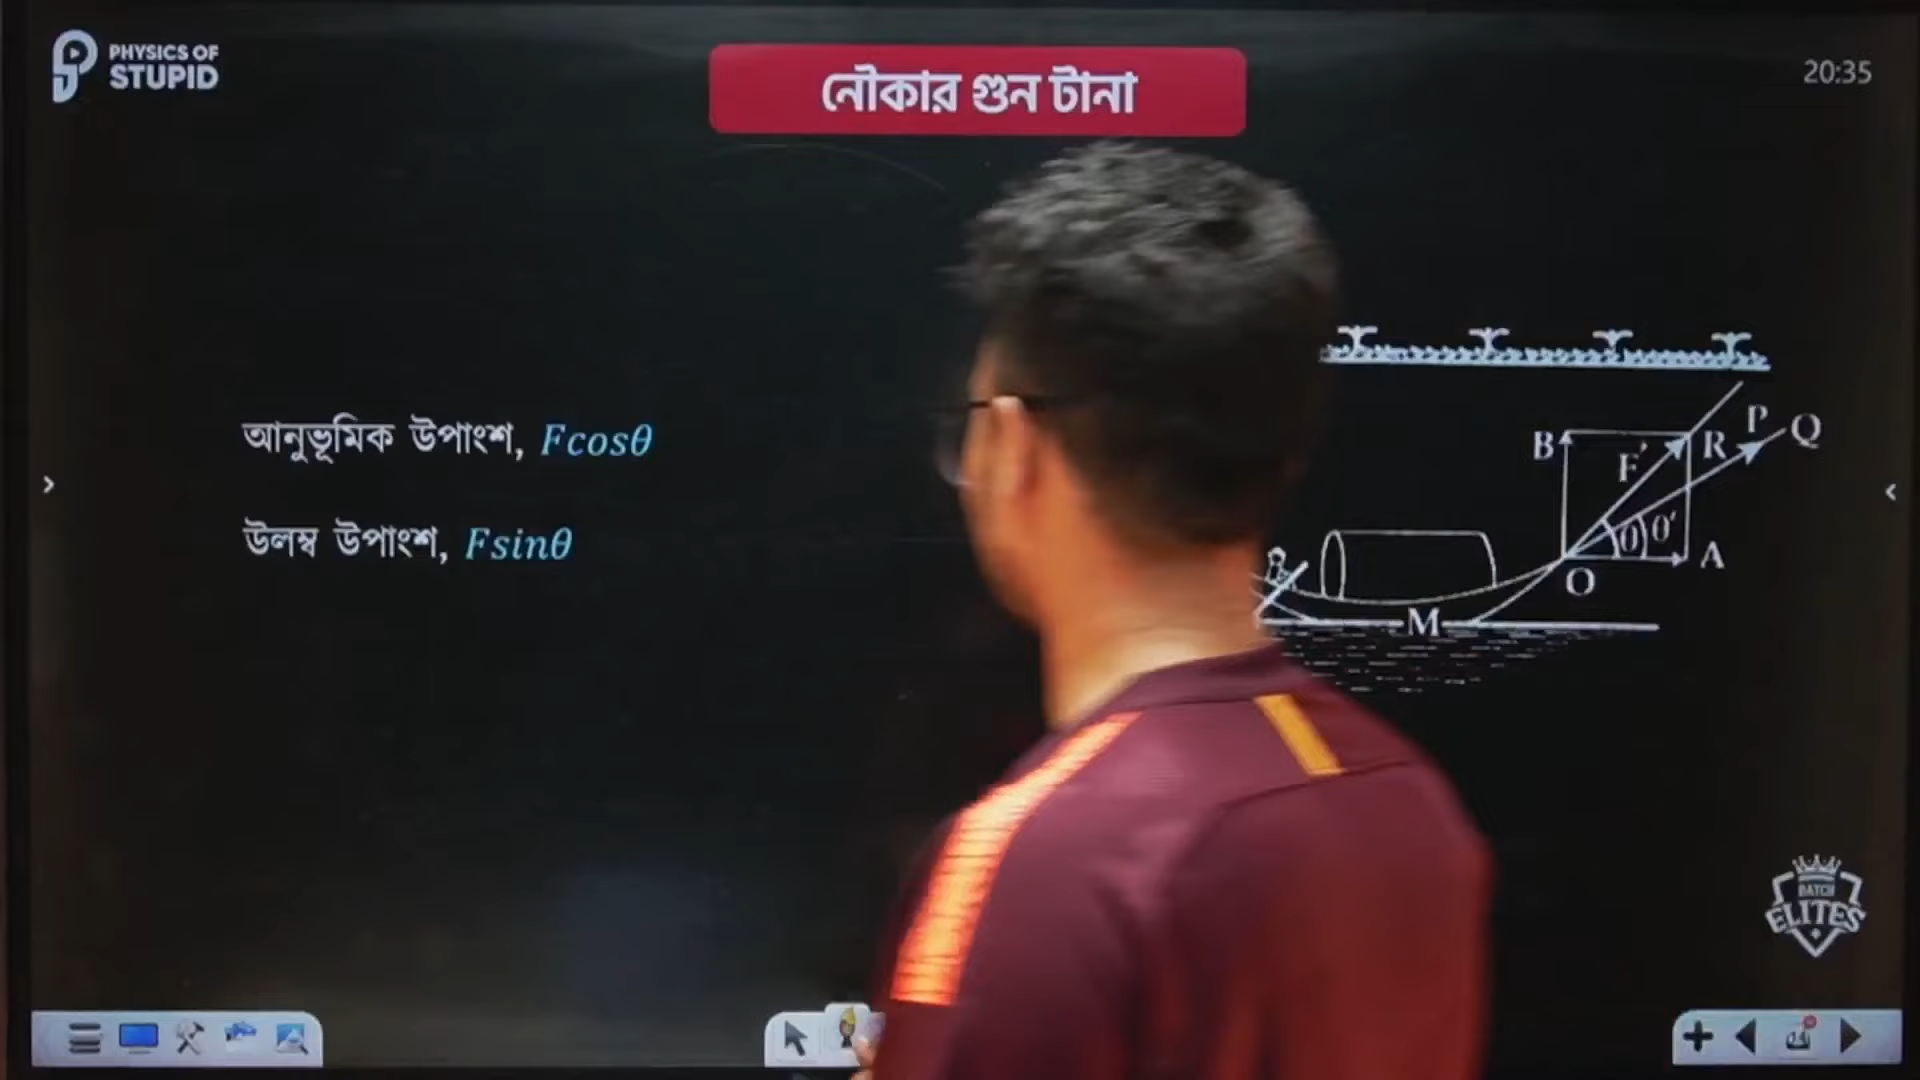 PHYSICS OF
STUPID
নৌকার গুন টানা
20:35
আনুভূমিক উপাংশ, Fcosθ
উলম্ব উপাংশ, Fsinθ
P
Q
B
R
F'
θ
θ'
A
O
M
BATCH
ELITES